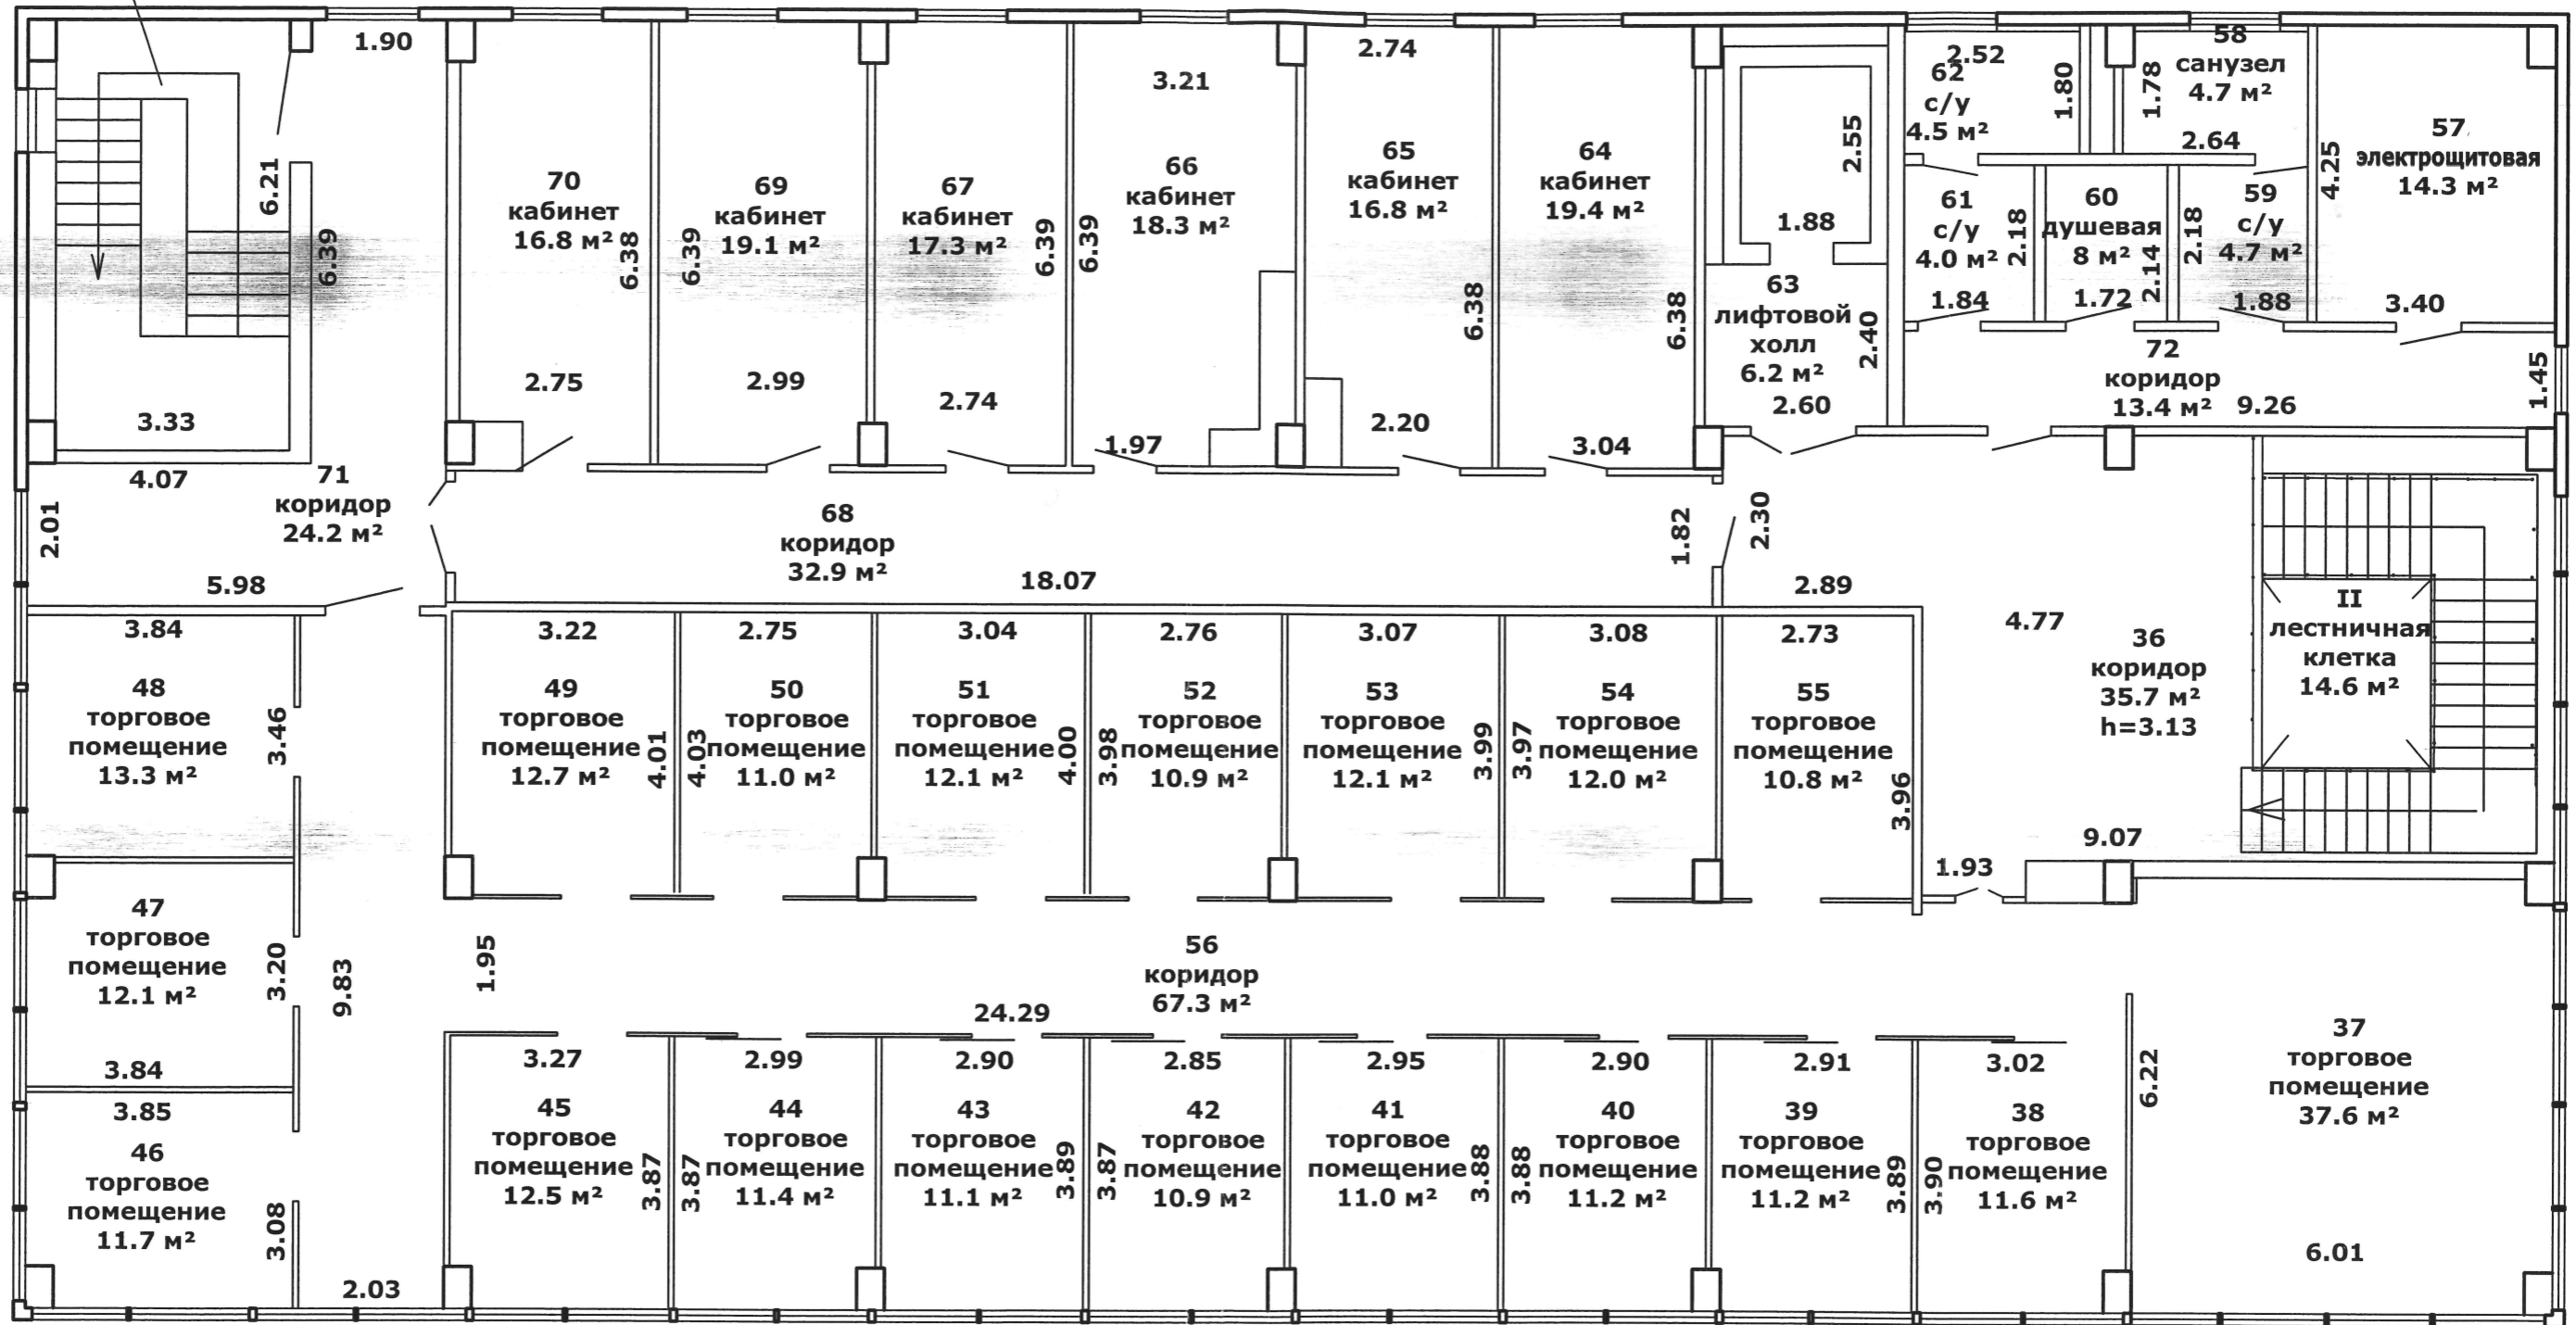 1.90
6.21
6.39
3.33
4.07
71
коридор
24.2 м²
2.01
5.98
70
кабинет
16.8 м²
6.38
2.75
69
кабинет
19.1 м²
6.39
2.99
67
кабинет
17.3 м²
6.39
2.74
3.21
66
кабинет
18.3 м²
6.39
1.97
2.74
65
кабинет
16.8 м²
6.38
2.20
64
кабинет
19.4 м²
6.38
3.04
2.55
1.88
63
лифтовой
холл
6.2 м²
2.40
2.60
2.52
62
с/у
4.5 м²
1.80
58
санузел
4.7 м²
1.78
2.64
57
электрощитовая
14.3 м²
4.25
3.40
61
с/у
4.0 м²
2.18
1.84
60
душевая
8 м²
2.14
1.72
59
с/у
4.7 м²
2.18
1.88
72
коридор
13.4 м²
9.26
1.45
68
коридор
32.9 м²
18.07
1.82
2.30
2.89
4.77
36
коридор
35.7 м²
h=3.13
9.07
1.93
II
лестничная
клетка
14.6 м²
3.84
48
торговое
помещение
13.3 м²
3.46
3.22
49
торговое
помещение
12.7 м²
4.01
2.75
50
торговое
помещение
11.0 м²
4.03
3.04
51
торговое
помещение
12.1 м²
4.00
2.76
52
торговое
помещение
10.9 м²
3.98
3.07
53
торговое
помещение
12.1 м²
3.99
3.08
54
торговое
помещение
12.0 м²
3.97
2.73
55
торговое
помещение
10.8 м²
3.96
47
торговое
помещение
12.1 м²
3.20
3.84
9.83
1.95
56
коридор
67.3 м²
24.29
3.85
46
торговое
помещение
11.7 м²
3.08
2.03
3.27
45
торговое
помещение
12.5 м²
3.87
2.99
44
торговое
помещение
11.4 м²
3.87
2.90
43
торговое
помещение
11.1 м²
3.89
2.85
42
торговое
помещение
10.9 м²
3.87
2.95
41
торговое
помещение
11.0 м²
3.88
2.90
40
торговое
помещение
11.2 м²
3.88
2.91
39
торговое
помещение
11.2 м²
3.89
3.02
38
торговое
помещение
11.6 м²
3.90
6.22
37
торговое
помещение
37.6 м²
6.01